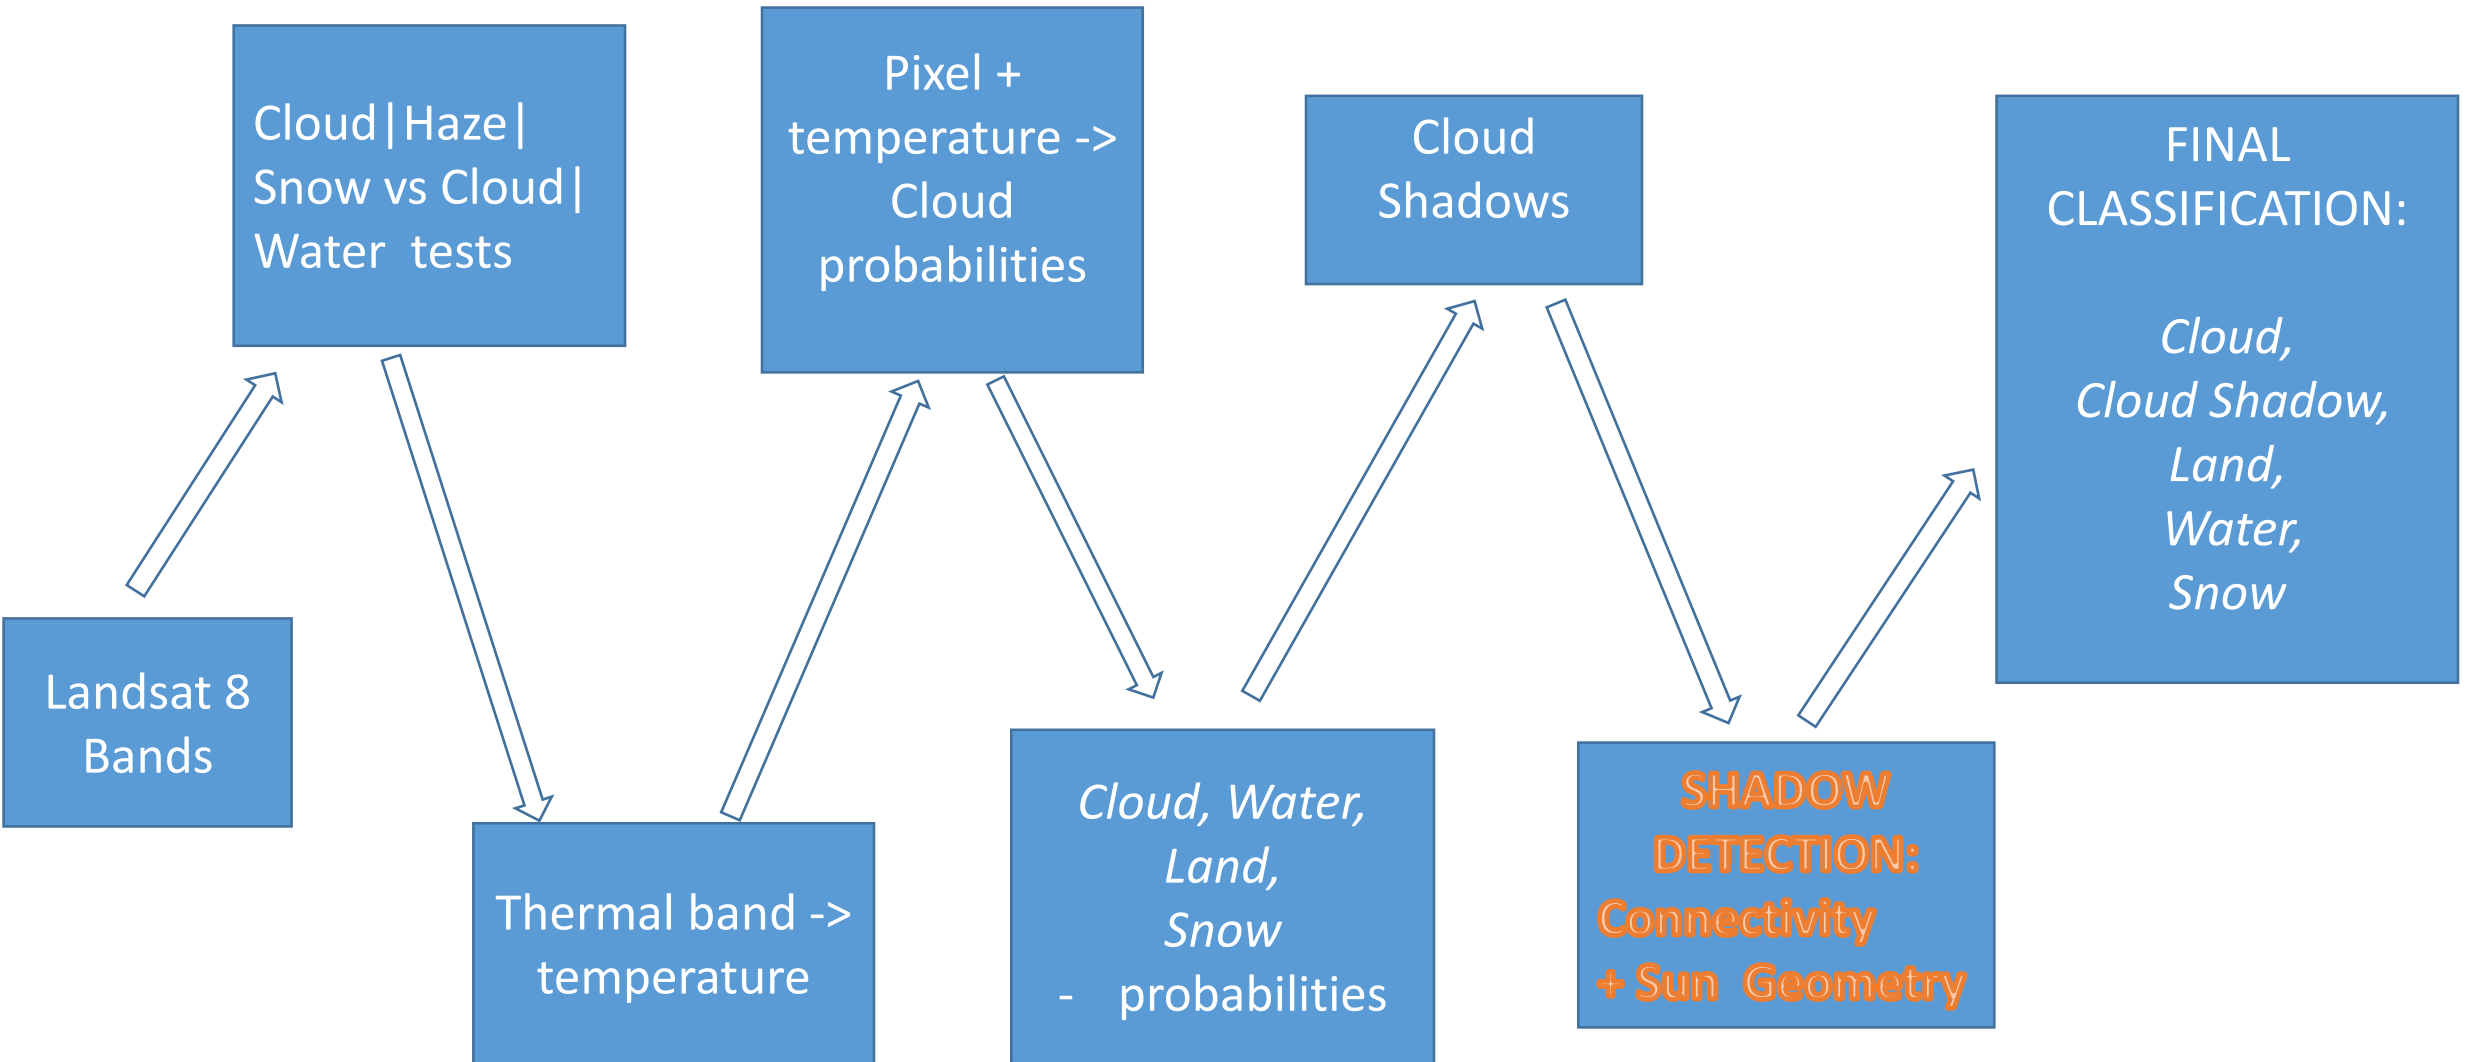 Landsat 8
Bands
Cloud|Haze|
Snow vs Cloud|
Water tests
Thermal band ->
temperature
Pixel +
temperature ->
Cloud
probabilities
Cloud, Water,
Land,
Snow
- probabilities
Cloud
Shadows
SHADOW
DETECTION:
Connectivity
+ Sun Geometry
FINAL
CLASSIFICATION:
Cloud,
Cloud Shadow,
Land,
Water,
Snow